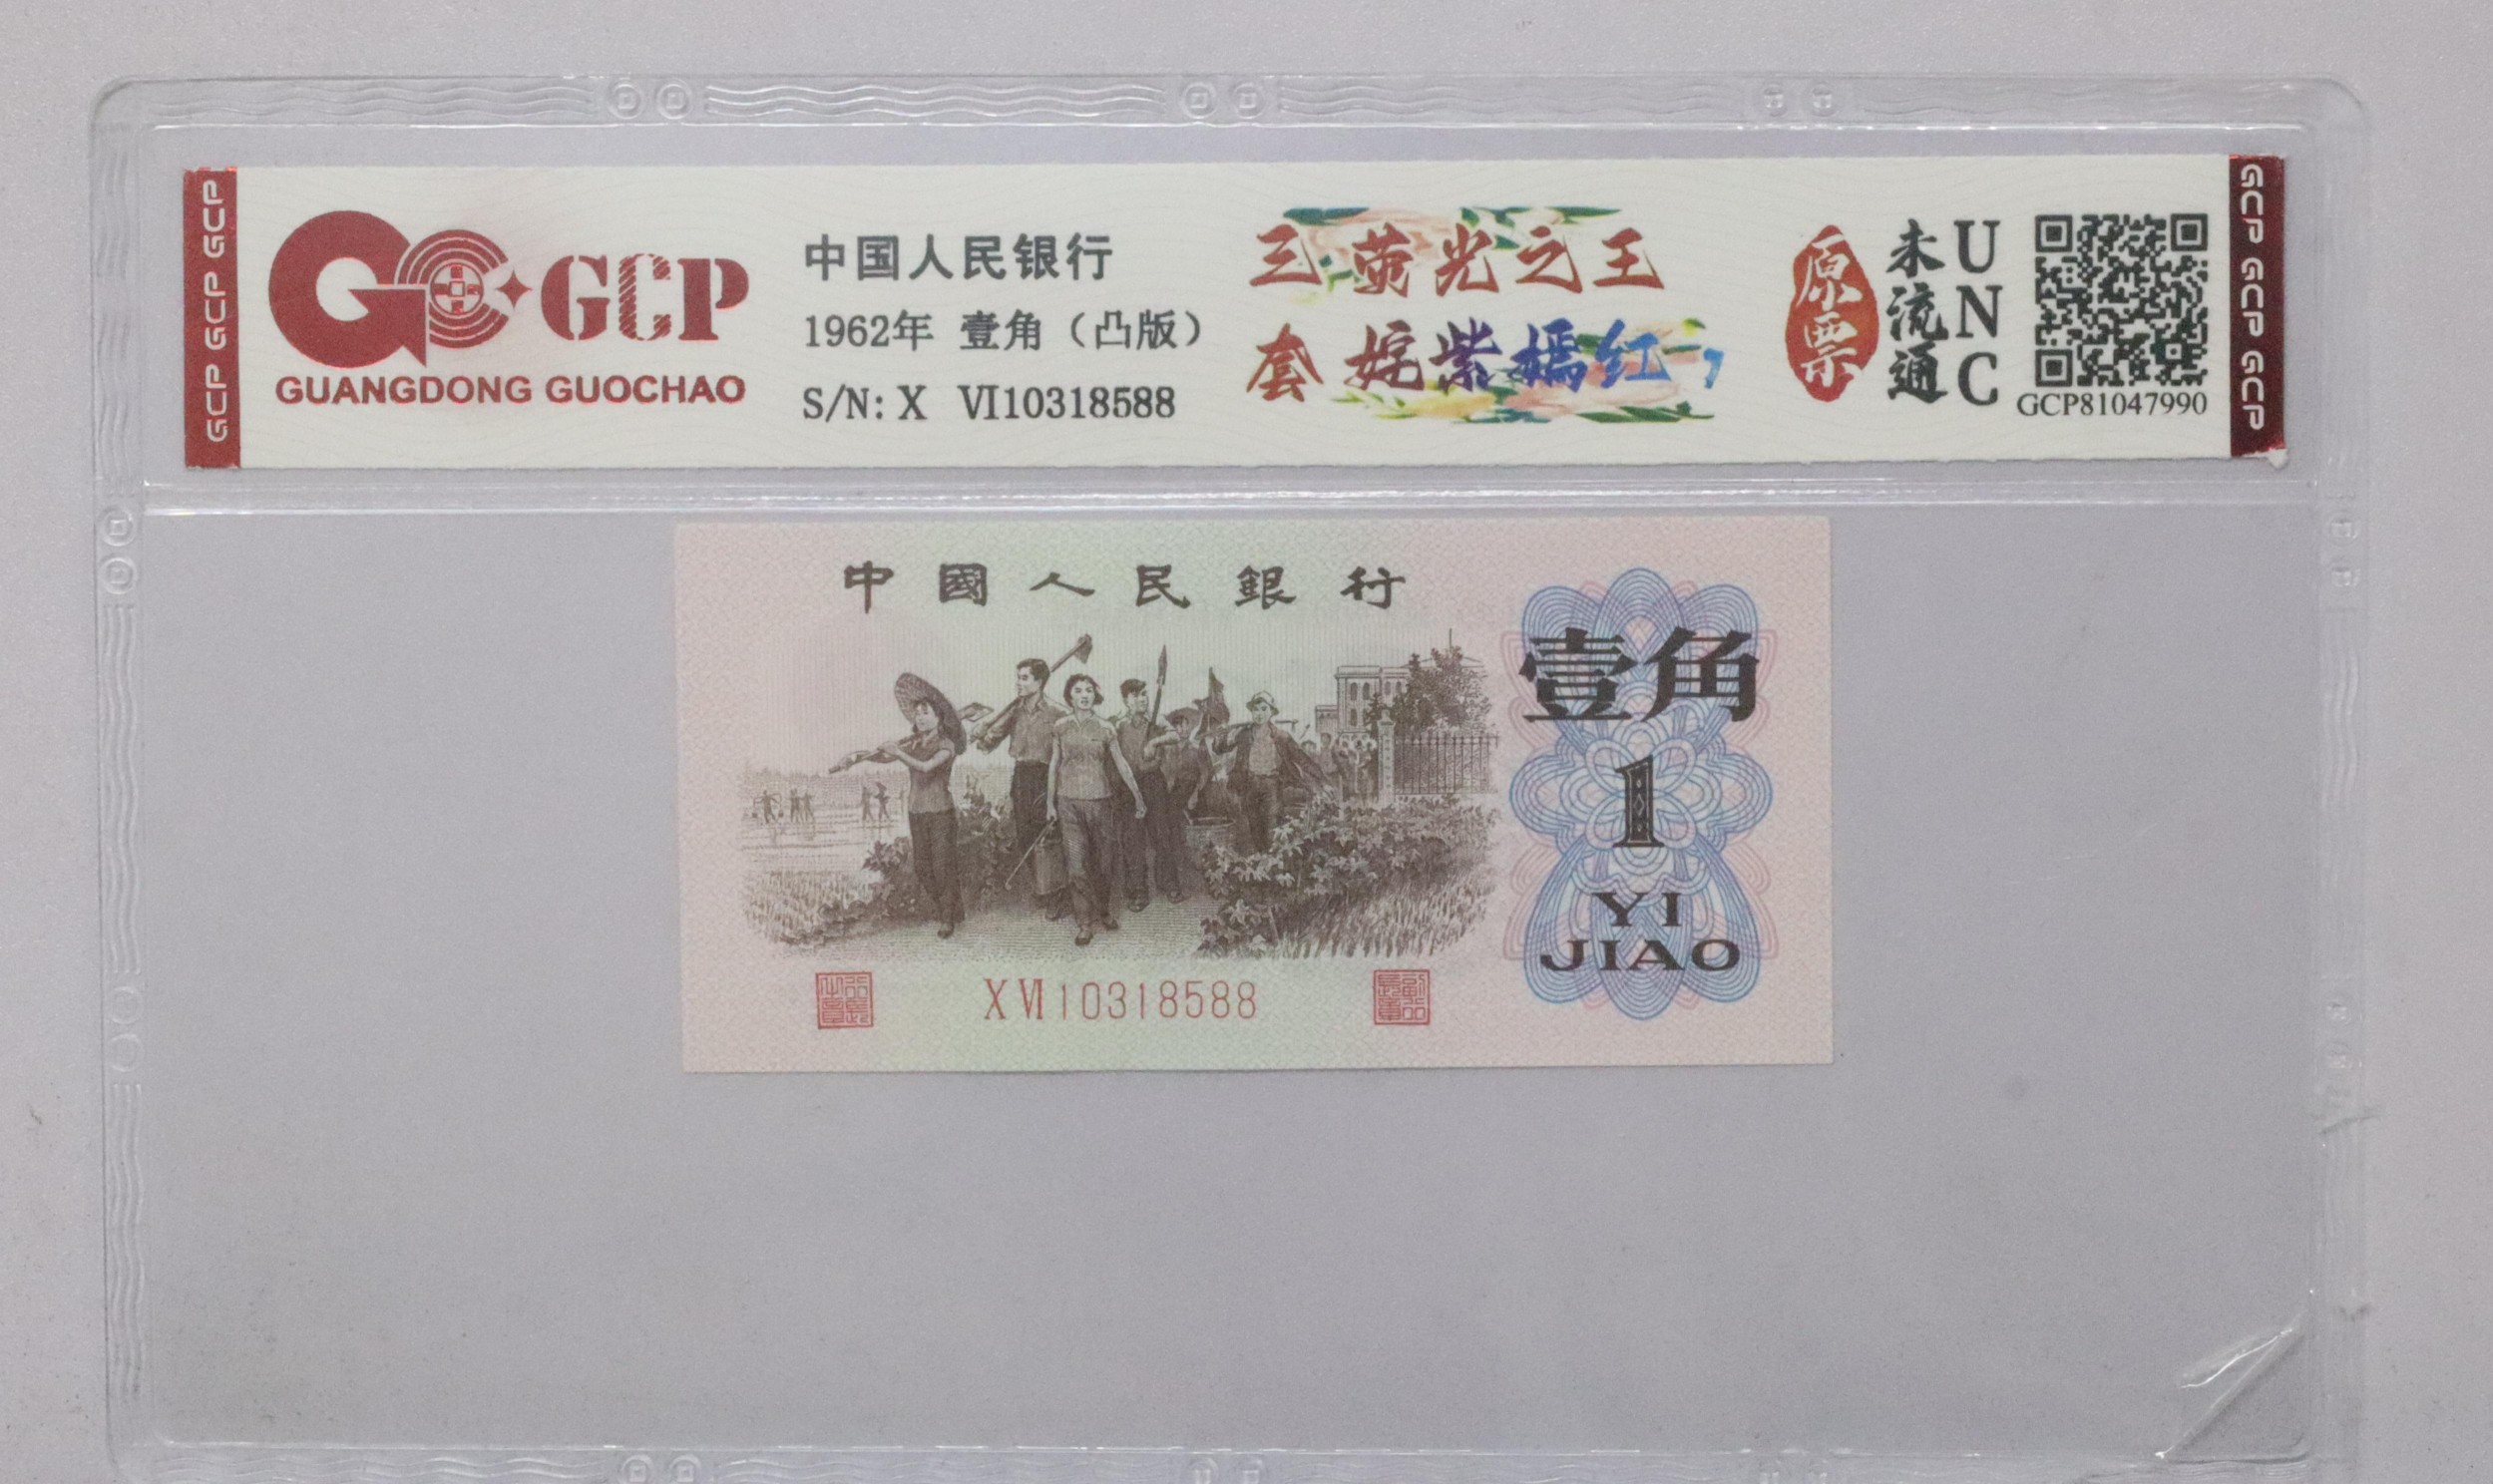 GCP GCP GCP
GCP
GUANGDONG GUOCHAO
中国人民银行
1962年 壹角（凸版）
S/N: X VI10318588
三荧光之王
套姹紫嫣红，
原票
未流通
UNC
GCP81047990
GCP GCP GCP
中國人民銀行
壹角
1
YI
JIAO
X VI 10318588